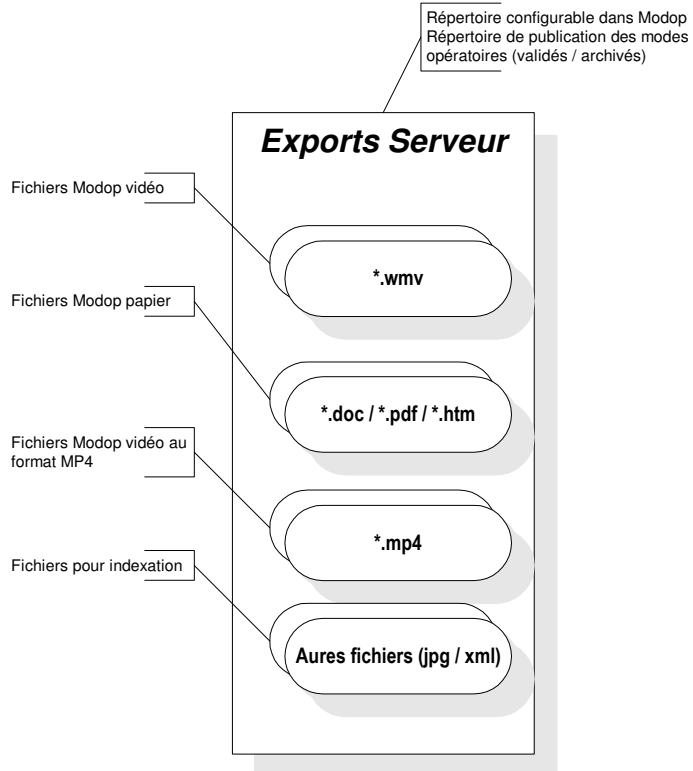 Répertoire configurable dans Modop
Répertoire de publication des modes
opératoires (validés / archivés)
Exports Serveur
Fichiers Modop vidéo
*.wmv
Fichiers Modop papier
*.doc / *.pdf / *.htm
Fichiers Modop vidéo au
format MP4
*.mp4
Fichiers pour indexation
Aures fichiers (jpg / xml)